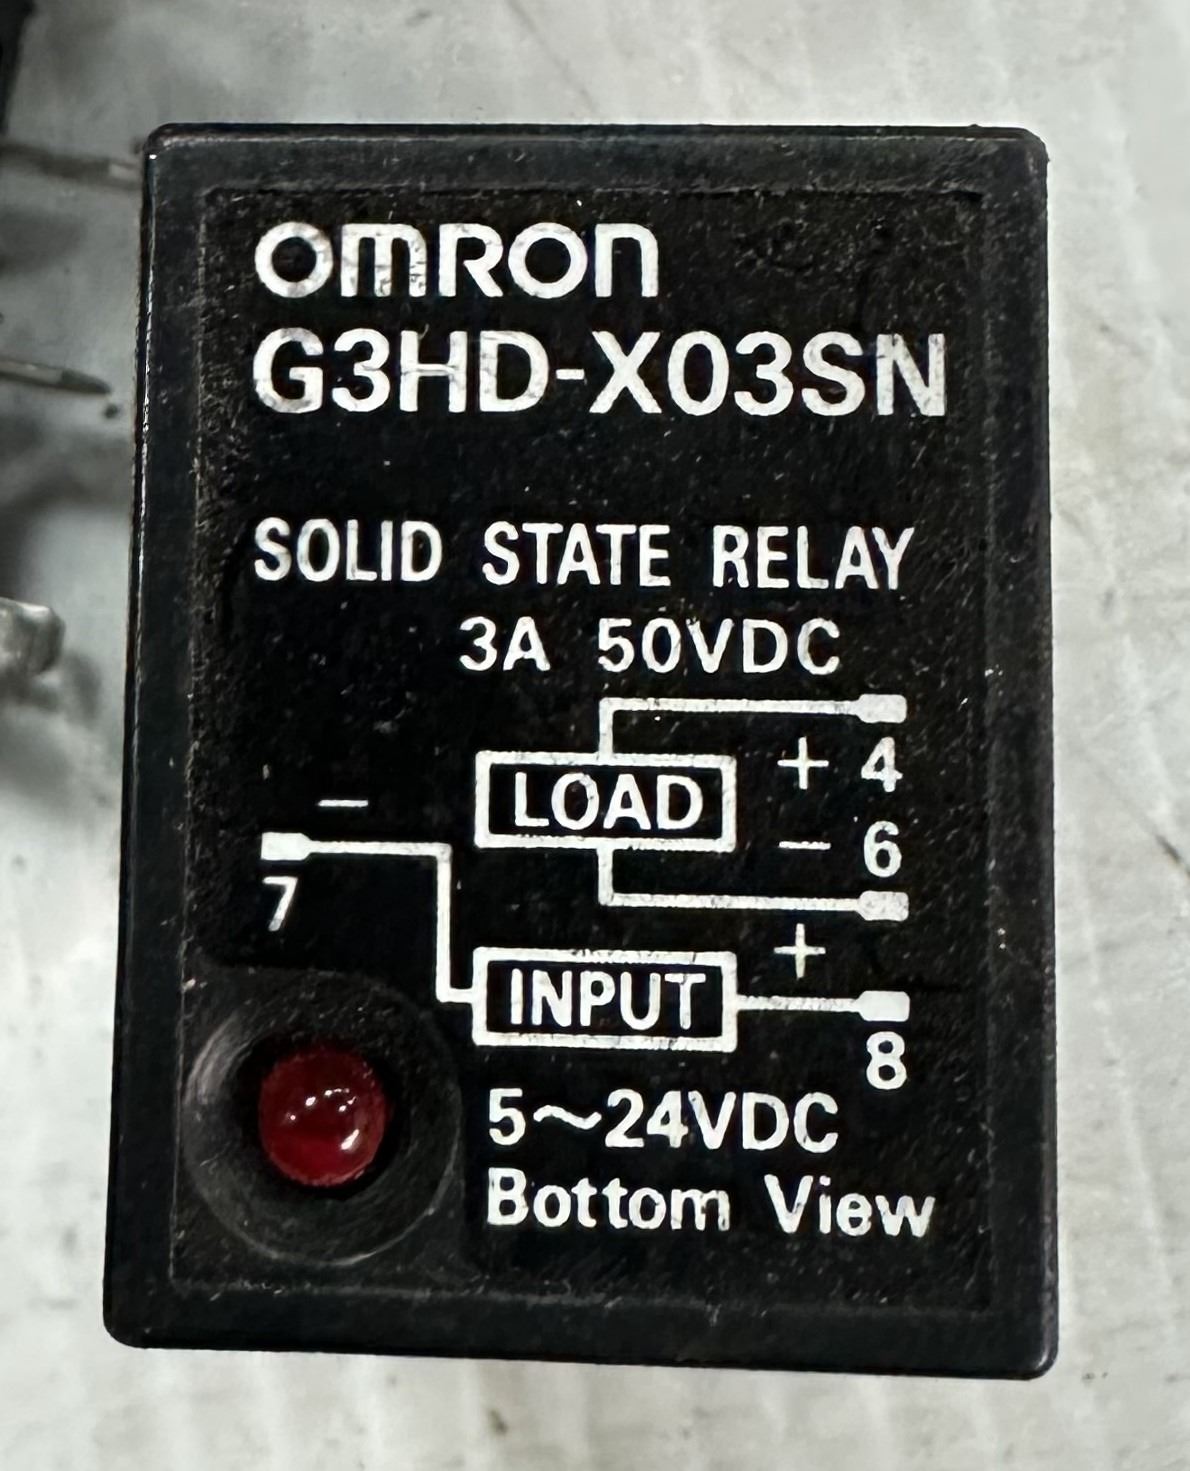 omron
G3HD-X03SN
SOLID STATE RELAY
3A 50VDC
LOAD
+ 4
− 6
−
7
+
INPUT
8
5~24VDC
Bottom View